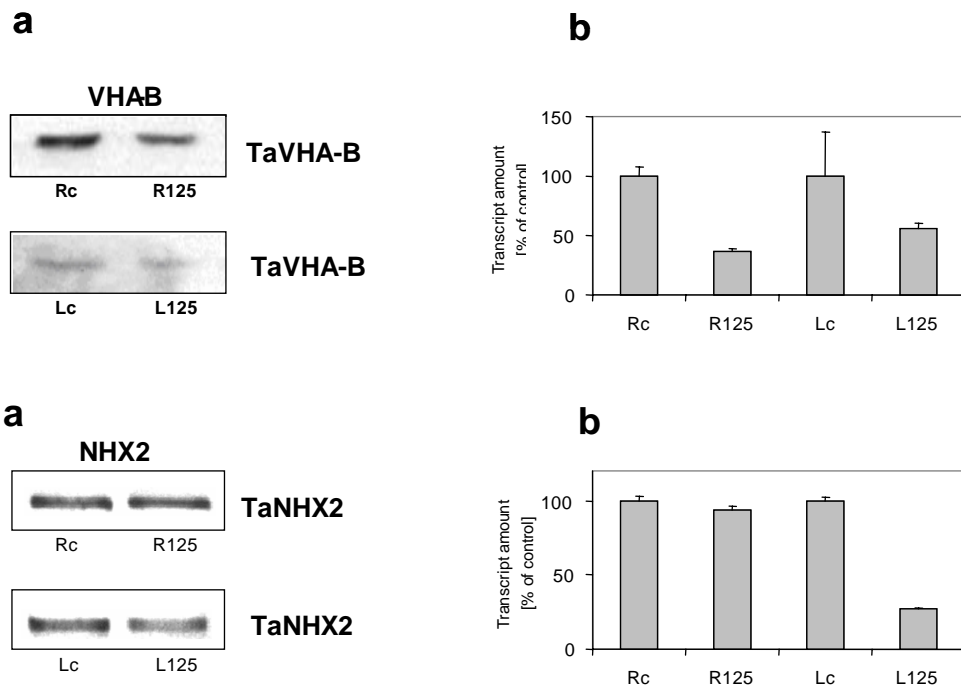 a
VHA-B
TaVHA-B
Rc R125
TaVHA-B
Lc L125
b
Transcript amount
[% of control]
150
100
50
0
Rc R125 Lc L125
a
NHX2
TaNHX2
Rc R125
TaNHX2
Lc L125
b
Transcript amount
[% of control]
100
50
0
Rc R125 Lc L125